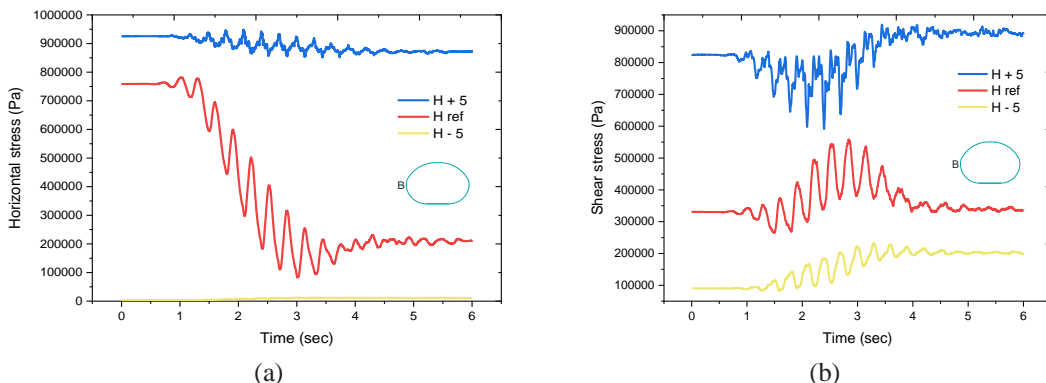 1000000
900000
800000
700000
600000
500000
400000
300000
200000
100000
0
Horizontal stress (Pa)
H + 5
H ref
H - 5
B
0 1 2 3 4 5 6
Time (sec)
(a)
900000
800000
700000
600000
500000
400000
300000
200000
100000
Shear stress (Pa)
H + 5
H ref
H - 5
B
0 1 2 3 4 5 6
Time (sec)
(b)